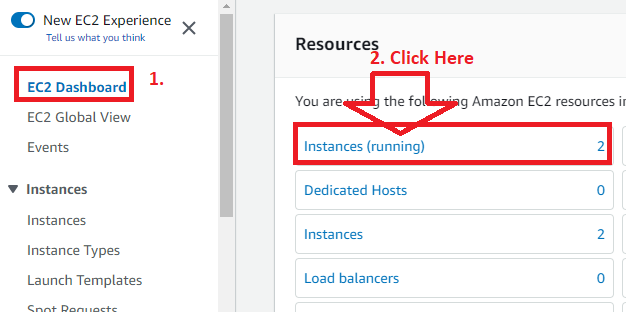 New EC2 Experience
Tell us what you think
EC2 Dashboard
1.
EC2 Global View
Events
Instances
Instances
Instance Types
Launch Templates
Spot Requests
Resources
2. Click Here
You are using the following Amazon EC2 resources in
Instances (running) 2
Dedicated Hosts 0
Instances 2
Load balancers 0